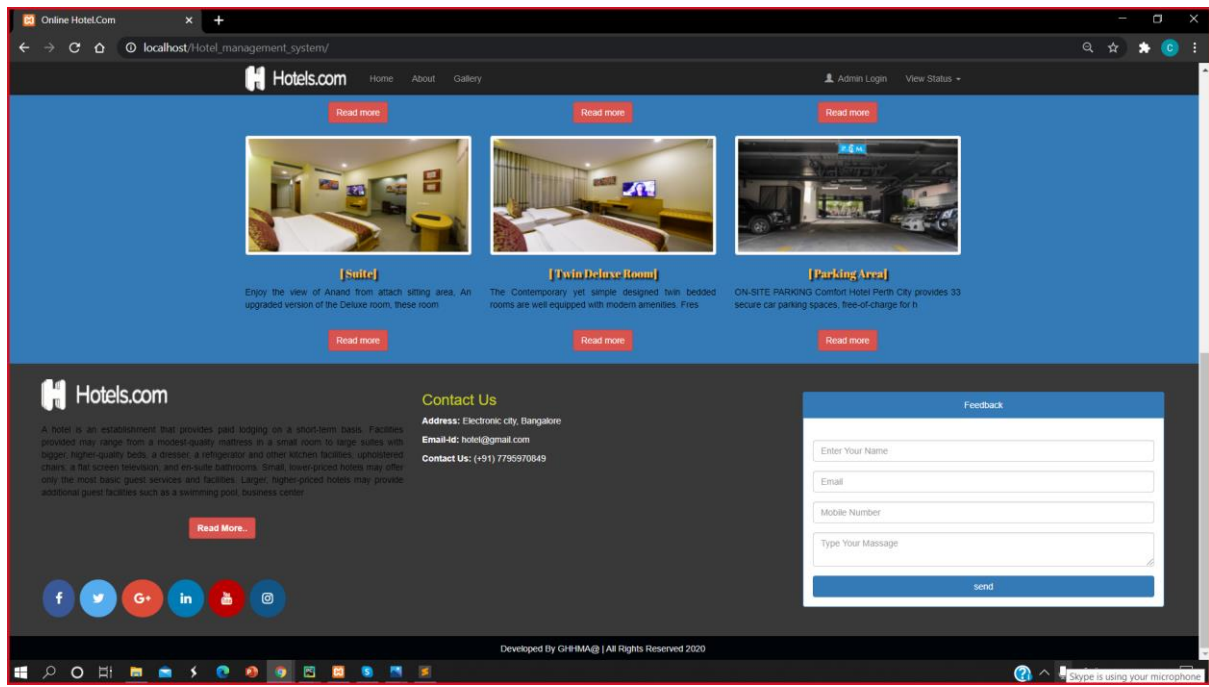 Online Hotel.Com
localhost/Hotel_management_system/
Hotels.com Home About Gallery Admin Login View Status
Read more Read more Read more
[Suite] [Twin Deluxe Room] [Parking Area]
Enjoy the view of Anand from attach sitting area, An
upgraded version of the Deluxe room, these room
The Contemporary yet simple designed twin bedded
rooms are well equipped with modern amenities. Fres
ON-SITE PARKING Comfort Hotel Perth City provides 33
secure car parking spaces, free-of-charge for h
Read more Read more Read more
Hotels.com
A hotel is an establishment that provides paid lodging on a short-term basis. Facilities
provided may range from a modest-quality mattress in a small room to large suites with
bigger, higher-quality beds, a dresser, a refrigerator and other kitchen facilities, upholstered
chairs, a flat screen television, and en-suite bathrooms. Small, lower-priced hotels may offer
only the most basic guest services and facilities. Larger, higher-priced hotels may provide
additional guest facilities such as a swimming pool, business center
Read More..
Contact Us
Address: Electronic city, Bangalore
Email-Id: hotel@gmail.com
Contact Us: (+91) 7795970849
Feedback
Enter Your Name
Email
Mobile Number
Type Your Massage
send
Developed By GHHMA@ | All Rights Reserved 2020
Skype is using your microphone